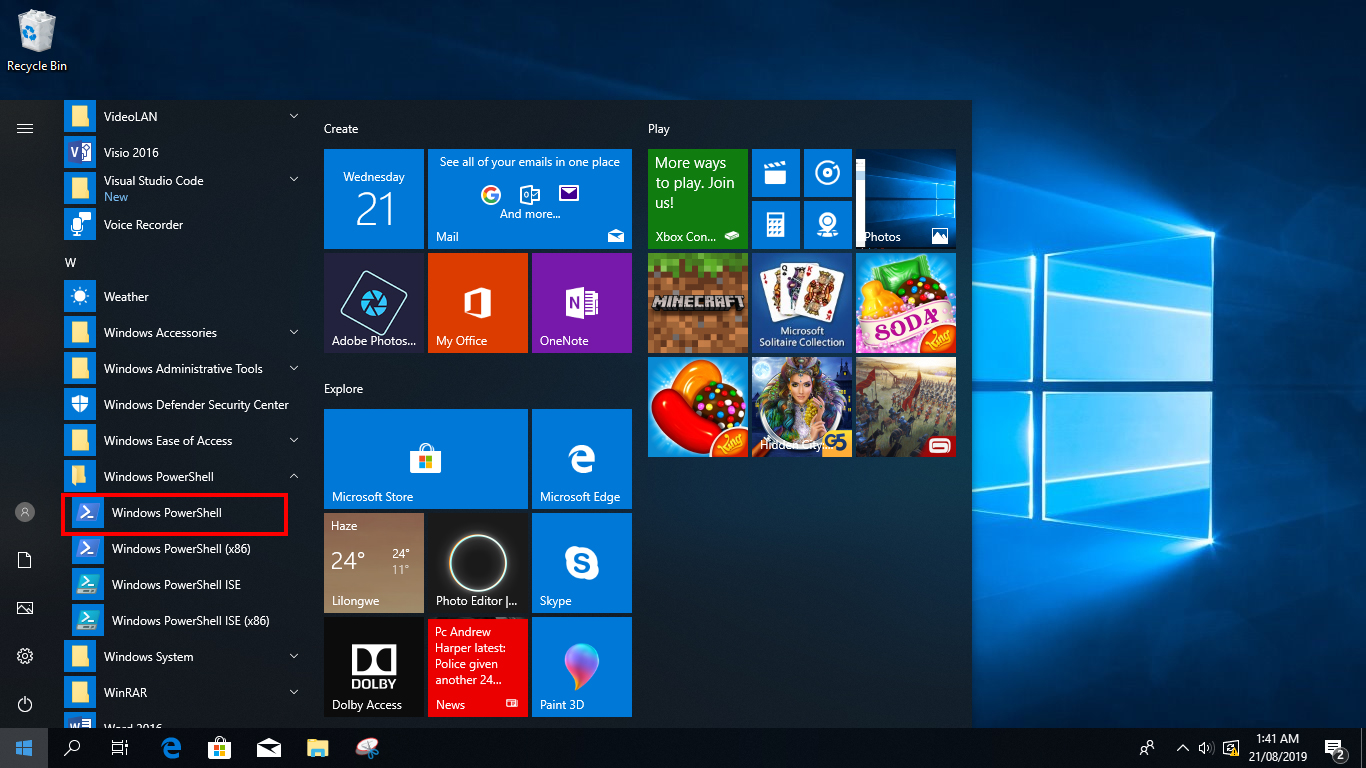 Recycle Bin
VideoLAN
Visio 2016
Visual Studio Code
New
Voice Recorder
W
Weather
Windows Accessories
Windows Administrative Tools
Windows Defender Security Center
Windows Ease of Access
Windows PowerShell
Windows PowerShell
Windows PowerShell (x86)
Windows PowerShell ISE
Windows PowerShell ISE (x86)
Windows System
WinRAR
Word 2016
Create
Wednesday
21
See all of your emails in one place
And more...
Mail
Adobe Photos...
My Office
OneNote
Explore
Microsoft Store
Microsoft Edge
Haze
24°
24°
11°
Lilongwe
Photo Editor |...
Skype
DOLBY
Dolby Access
Pc Andrew
Harper latest:
Police given
another 24...
News
Paint 3D
Play
More ways
to play. Join
us!
Xbox Con...
Photos
MINECRAFT
Microsoft
Solitaire Collection
SODA
King
King
Hidden City...
G5
1:41 AM
21/08/2019
2